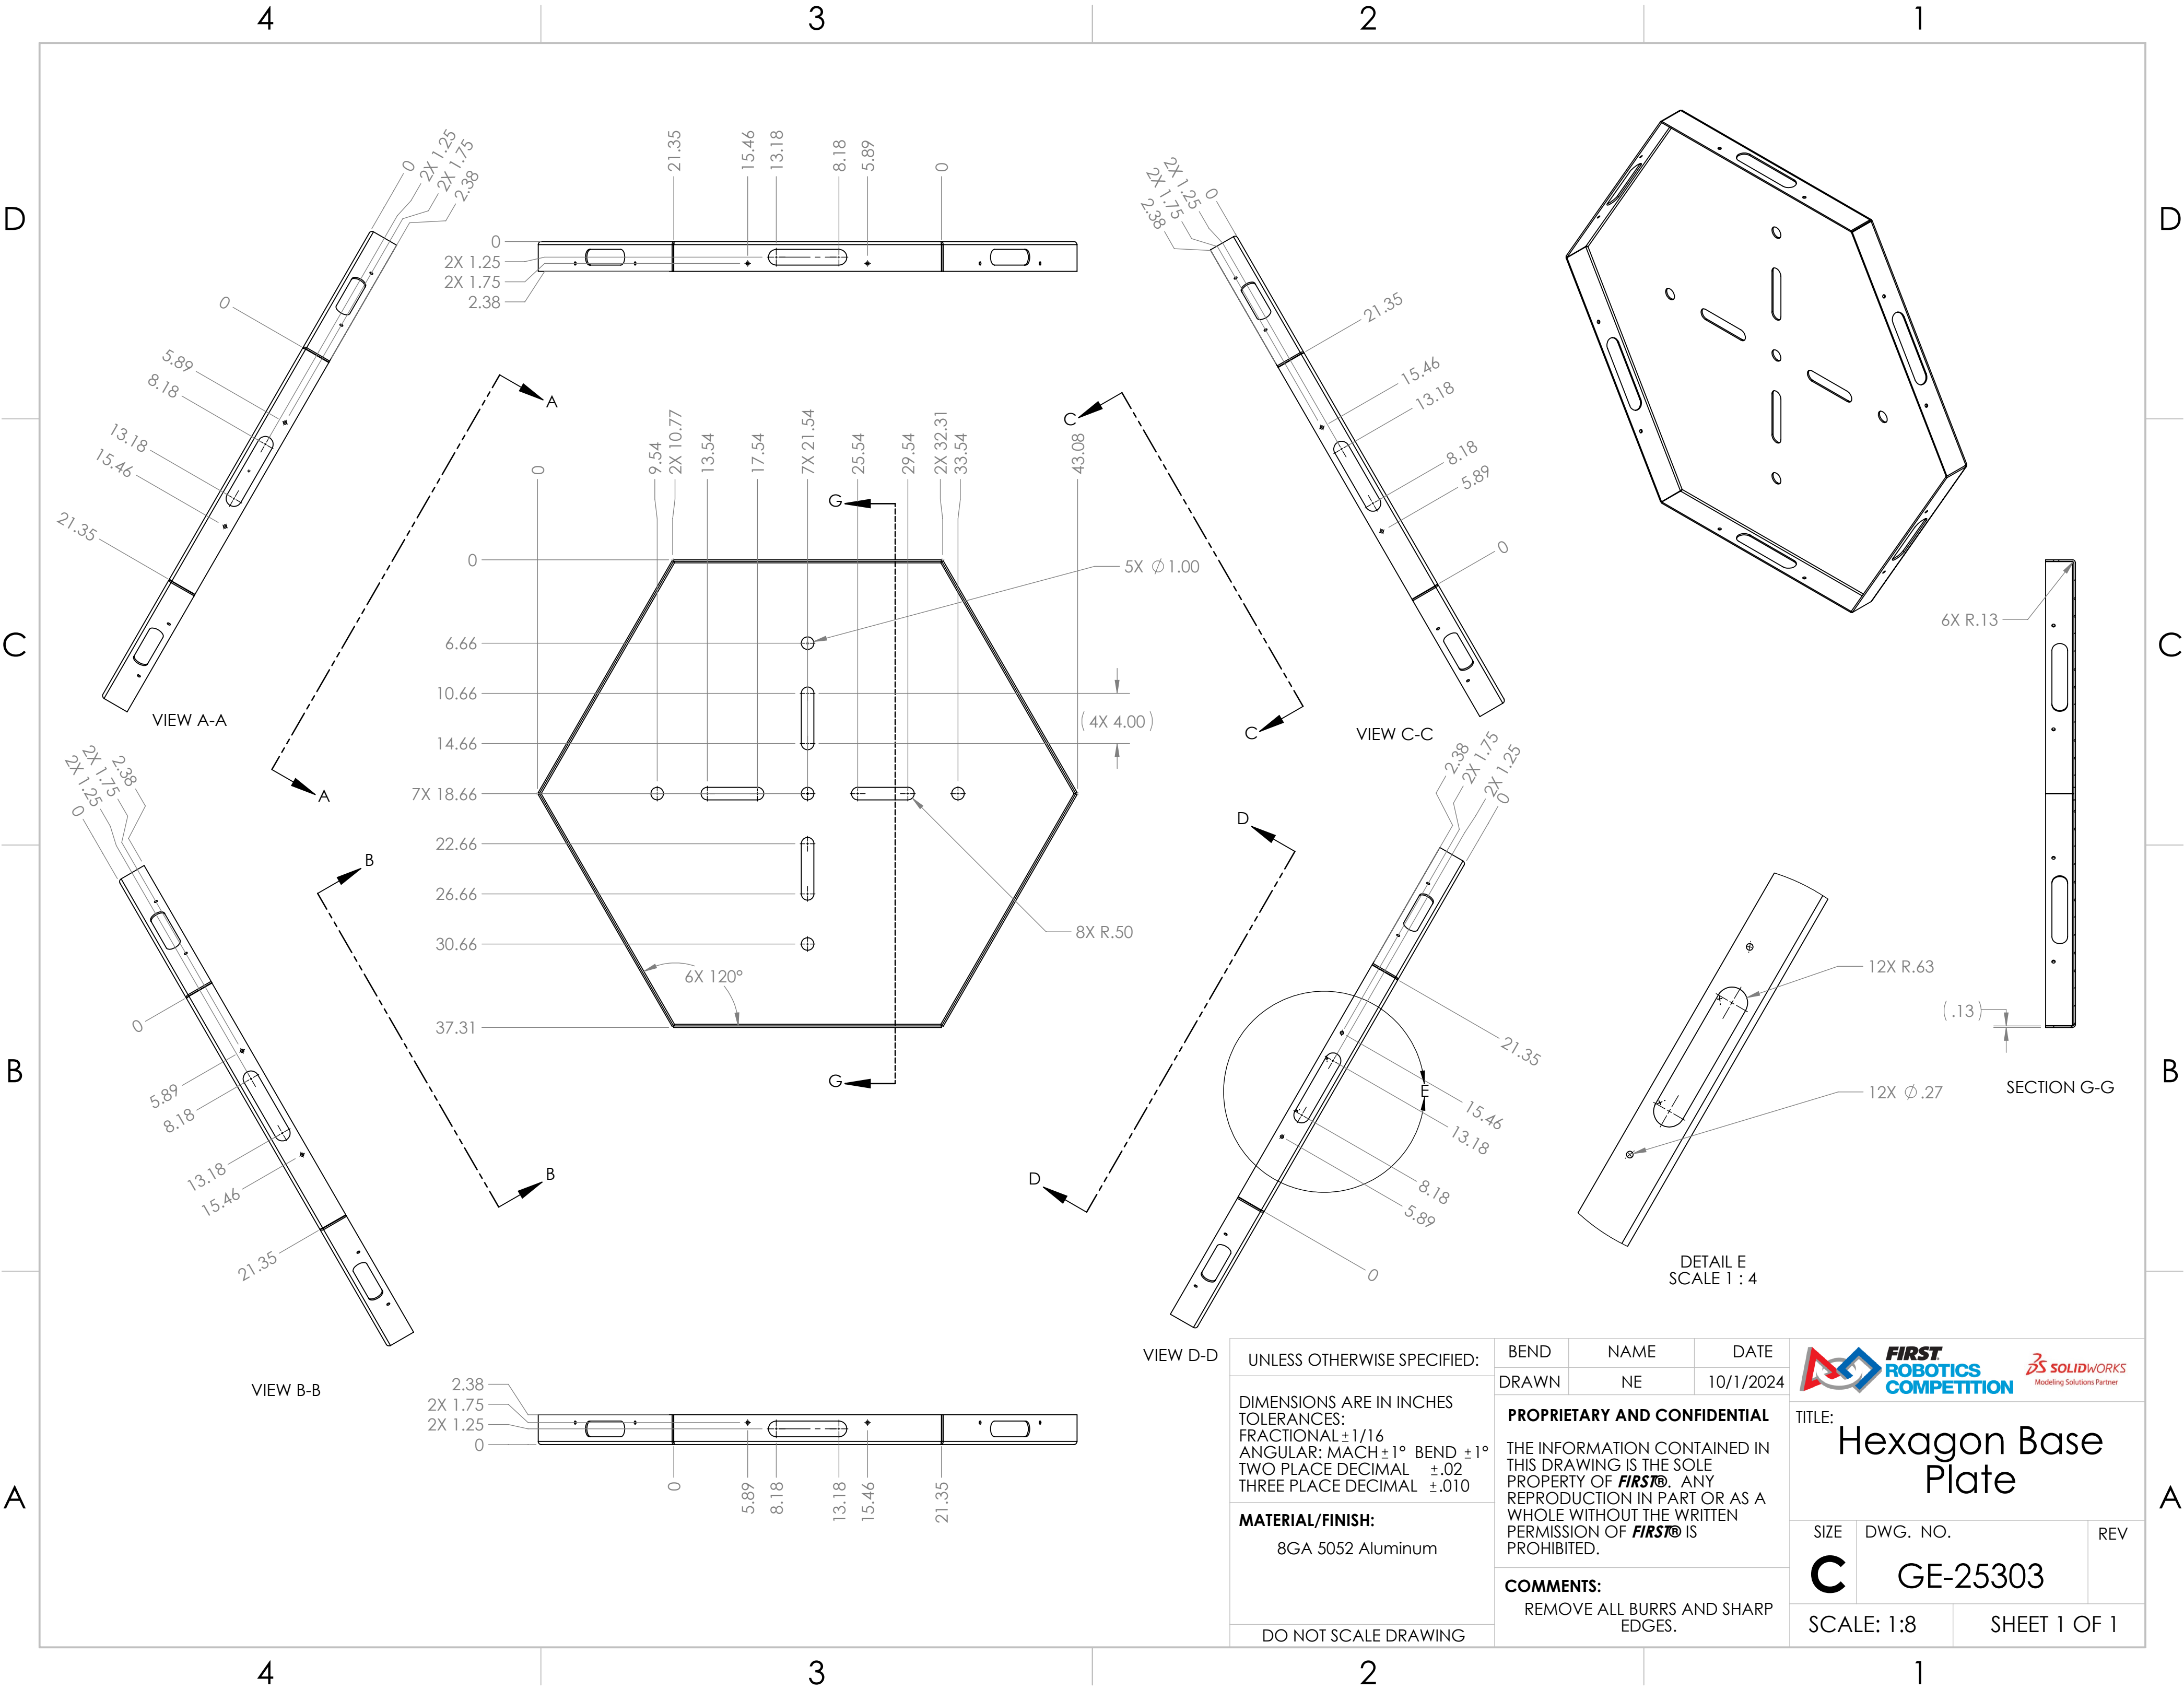 4
3
2
1
D
D
C
C
B
B
A
A
4
3
2
1
0
2X 1.25
2X 1.75
2.38
0
5.89
8.18
13.18
15.46
21.35
VIEW A-A
21.35
15.46
13.18
8.18
5.89
0
0
2X 1.25
2X 1.75
2.38
2.38
2X 1.75
2X 1.25
0
21.35
15.46
13.18
8.18
5.89
0
VIEW C-C
A
A
C
C
B
B
D
D
G
G
0
9.54
2X 10.77
13.54
17.54
7X 21.54
25.54
29.54
2X 32.31
33.54
43.08
0
6.66
10.66
14.66
7X 18.66
22.66
26.66
30.66
37.31
5X ∅1.00
(4X 4.00)
8X R.50
6X 120°
6X R.13
(.13)
SECTION G-G
2X 1.25
2X 1.75
2.38
0
0
5.89
8.18
13.18
15.46
21.35
VIEW B-B
2.38
2X 1.75
2X 1.25
0
21.35
15.46
13.18
8.18
5.89
0
E
VIEW D-D
12X R.63
12X ∅.27
DETAIL E
SCALE 1 : 4
2.38
2X 1.75
2X 1.25
0
0
5.89
8.18
13.18
15.46
21.35
UNLESS OTHERWISE SPECIFIED:
DIMENSIONS ARE IN INCHES
TOLERANCES:
FRACTIONAL±1/16
ANGULAR: MACH±1° BEND ±1°
TWO PLACE DECIMAL ±.02
THREE PLACE DECIMAL ±.010
MATERIAL/FINISH:
8GA 5052 Aluminum
DO NOT SCALE DRAWING
BEND NAME DATE
DRAWN NE 10/1/2024
PROPRIETARY AND CONFIDENTIAL
THE INFORMATION CONTAINED IN
THIS DRAWING IS THE SOLE
PROPERTY OF FIRST®. ANY
REPRODUCTION IN PART OR AS A
WHOLE WITHOUT THE WRITTEN
PERMISSION OF FIRST® IS
PROHIBITED.
COMMENTS:
REMOVE ALL BURRS AND SHARP
EDGES.
FIRST
ROBOTICS
COMPETITION
SOLIDWORKS
Modeling Solutions Partner
TITLE:
Hexagon Base
Plate
SIZE
C
DWG. NO.
GE-25303
REV
SCALE: 1:8
SHEET 1 OF 1